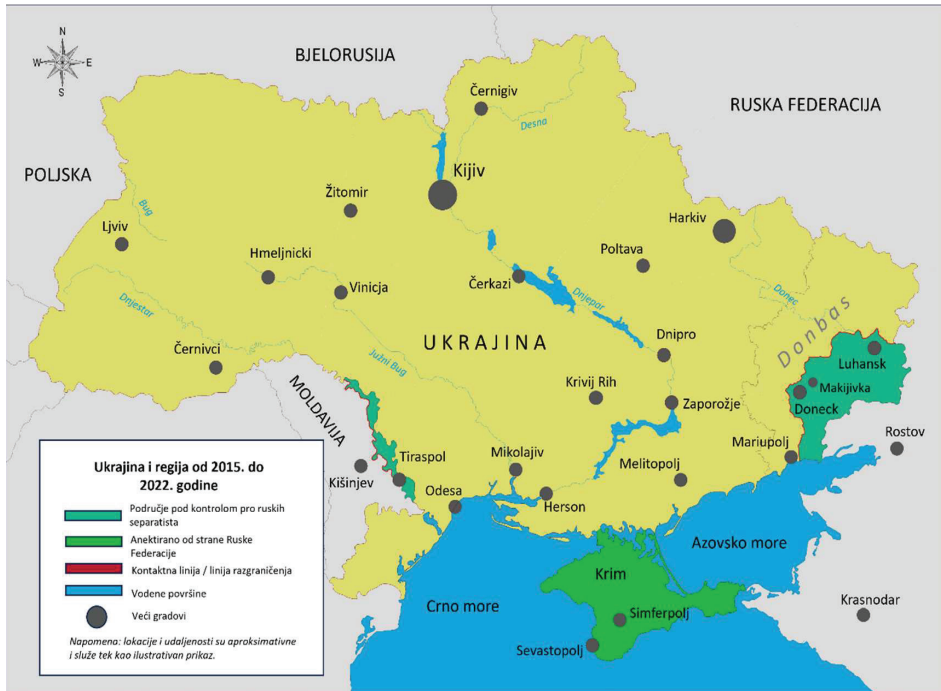 N
W E
S
BJELORUSIJA
RUSKA FEDERACIJA
POLJSKA
Černigiv
Desna
Kijiv
Žitomir
Bug
Ljviv
Harkiv
Poltava
Hmeljnicki
Vinicja
Čerkazi
Dnjepar
Donec
Dnjestar
Donbas
UKRAJINA
Dnipro
Černivci
Južni Bug
Luhansk
Makijivka
Doneck
Krivij Rih
Zaporožje
MOLDAVIJA
Rostov
Mariupolj
Mikolajiv
Melitopolj
Tiraspol
Kišinjev
Odesa
Herson
Azovsko more
Krim
Crno more
Simferpolj
Krasnodar
Sevastopolj
Ukrajina i regija od 2015. do
2022. godine
Područje pod kontrolom pro ruskih
separatista
Anektirano od strane Ruske
Federacije
Kontaktna linija / linija razgraničenja
Vodene površine
Veći gradovi
Napomena: lokacije i udaljenosti su aproksimativne
i služe tek kao ilustrativan prikaz.